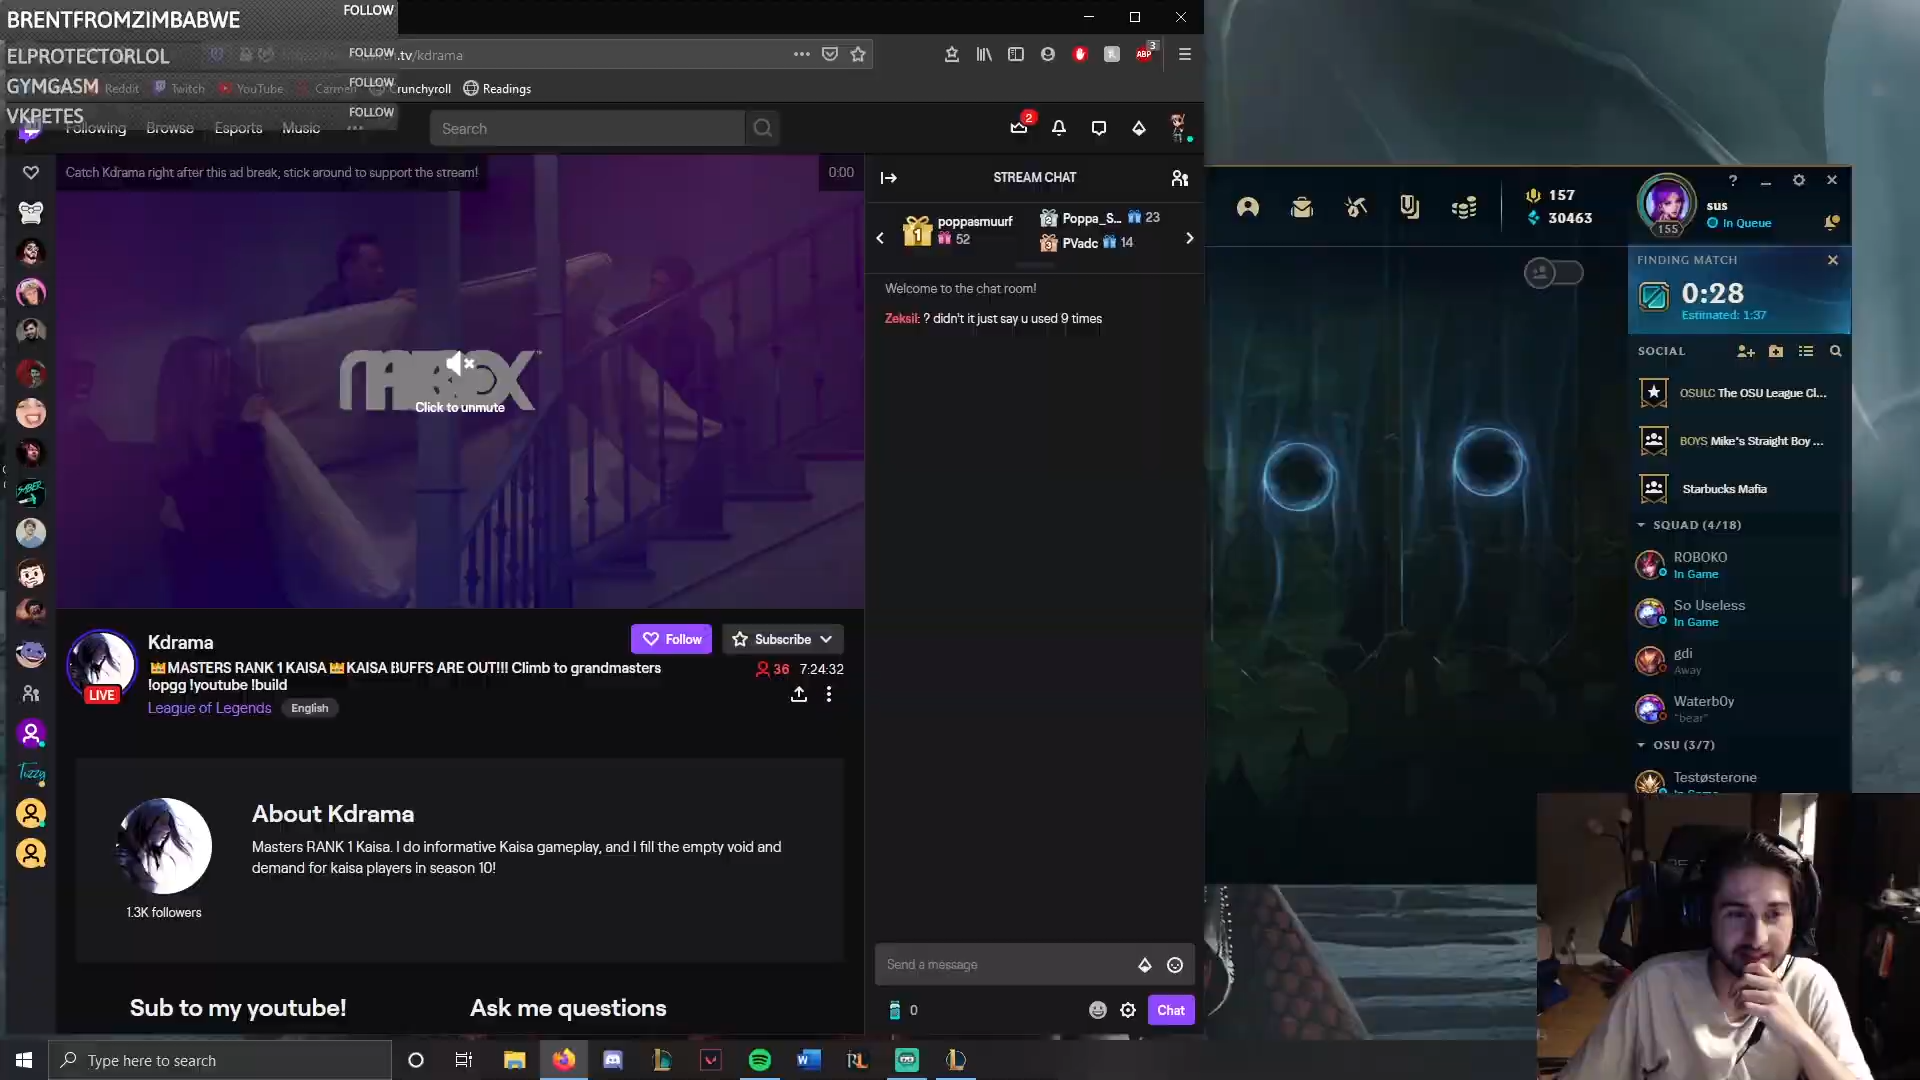 BRENTFROMZIMBABWE
FOLLOW
ELPROTECTORLOL
FOLLOW
.tv/kdrama
GYMGASM
FOLLOW
VKPETES
FOLLOW
Reddit
Twitch
YouTube
Carmen
Crunchyroll
Readings
ABP
3
Following
Browse
Esports
Music
Search
2
Catch Kdrama right after this ad break; stick around to support the stream!
0:00
Click to unmute
STREAM CHAT
1
poppasmuurf
52
2
Poppa_S...
23
3
PVadc
14
Welcome to the chat room!
Zeksil: ? didn't it just say u used 9 times
Kdrama
Follow
Subscribe
MASTERS RANK 1 KAISA KAISA BUFFS ARE OUT!!! Climb to grandmasters
!opgg !youtube !build
36
7:24:32
LIVE
League of Legends
English
About Kdrama
Masters RANK 1 Kaisa. I do informative Kaisa gameplay, and I fill the empty void and
demand for kaisa players in season 10!
1.3K followers
Sub to my youtube!
Ask me questions
Send a message
0
Chat
157
30463
155
sus
In Queue
FINDING MATCH
0:28
Estimated: 1:37
SOCIAL
OSULC The OSU League Cl...
BOYS Mike's Straight Boy ...
Starbucks Mafia
SQUAD (4/18)
ROBOKO
In Game
So Useless
In Game
gdi
Away
Waterb0y
"bear"
OSU (3/7)
Testøsterone
Type here to search